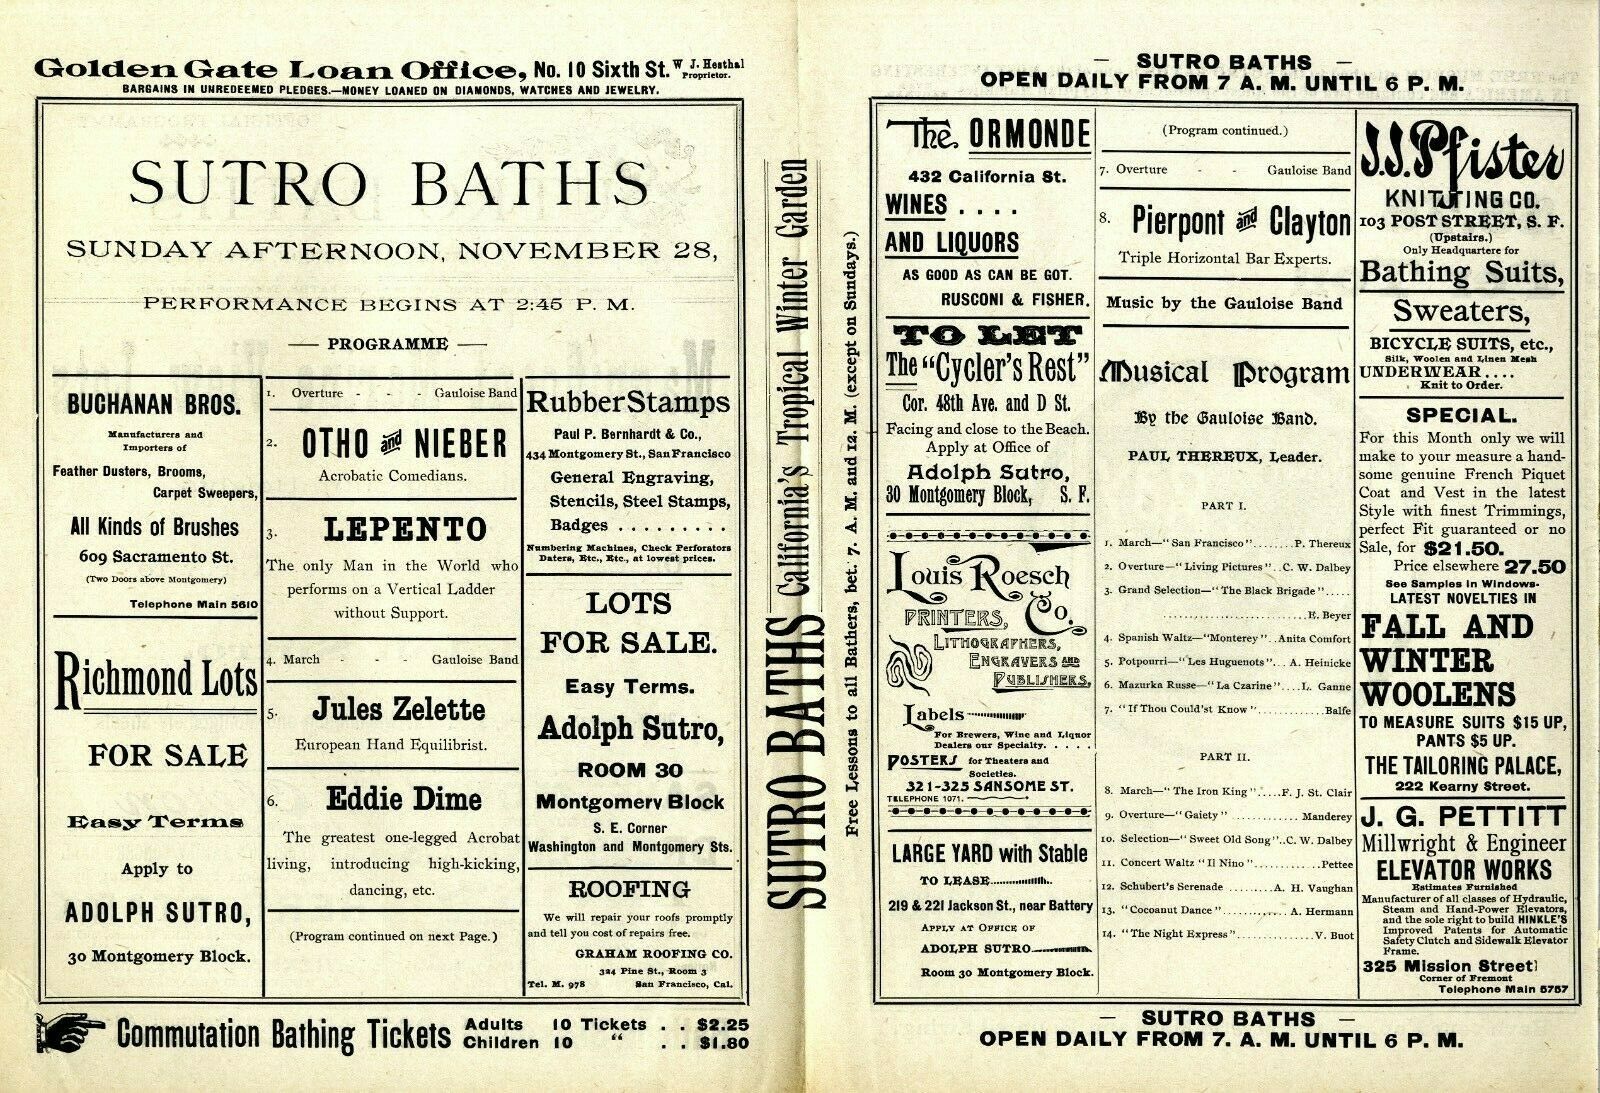 Golden Gate Loan Office, No. 10 Sixth St. W J. Hesthal Proprietor.
BARGAINS IN UNREDEEMED PLEDGES.—MONEY LOANED ON DIAMONDS, WATCHES AND JEWELRY.
SUTRO BATHS
SUNDAY AFTERNOON, NOVEMBER 28,
PERFORMANCE BEGINS AT 2:45 P. M.
— PROGRAMME —
BUCHANAN BROS.
Manufacturers and
Importers of
Feather Dusters, Brooms,
Carpet Sweepers,
All Kinds of Brushes
609 Sacramento St.
(Two Doors above Montgomery)
Telephone Main 5610
Richmond Lots
FOR SALE
Easy Terms
Apply to
ADOLPH SUTRO,
30 Montgomery Block.
1. Overture - - - Gauloise Band
2. OTHO and NIEBER
Acrobatic Comedians.
3. LEPENTO
The only Man in the World who
performs on a Vertical Ladder
without Support.
4. March - - - Gauloise Band
5. Jules Zelette
European Hand Equilibrist.
6. Eddie Dime
The greatest one-legged Acrobat
living, introducing high-kicking,
dancing, etc.
(Program continued on next Page.)
Rubber Stamps
Paul P. Bernhardt & Co.,
434 Montgomery St., San Francisco
General Engraving,
Stencils, Steel Stamps,
Badges . . . . . . . . .
Numbering Machines, Check Perforators
Daters, Etc., Etc., at lowest prices.
LOTS
FOR SALE.
Easy Terms.
Adolph Sutro,
ROOM 30
Montgomery Block
S. E. Corner
Washington and Montgomery Sts.
ROOFING
We will repair your roofs promptly
and tell you cost of repairs free.
GRAHAM ROOFING CO.
324 Pine St., Room 3
Tel. M. 978 San Francisco, Cal.
Commutation Bathing Tickets
Adults 10 Tickets . . $2.25
Children 10 “ . . $1.80
SUTRO BATHS California's Tropical Winter Garden
Free Lessons to all Bathers, bet. 7. A M. and 12. M. (except on Sundays.)
— SUTRO BATHS —
OPEN DAILY FROM 7 A. M. UNTIL 6 P. M.
The ORMONDE
432 California St.
WINES . . . .
AND LIQUORS
AS GOOD AS CAN BE GOT.
RUSCONI & FISHER.
TO LET
The “Cycler's Rest”
Cor. 48th Ave. and D St.
Facing and close to the Beach.
Apply at Office of
Adolph Sutro,
30 Montgomery Block, S. F.
Louis Roesch
Co.
PRINTERS,
LITHOGRAPHERS,
ENGRAVERS AND
PUBLISHERS,
Labels
For Brewers, Wine and Liquor
Dealers our Specialty. . . . .
POSTERS for Theaters and
Societies.
321-325 SANSOME ST.
TELEPHONE 1071.
LARGE YARD with Stable
TO LEASE
219 & 221 Jackson St., near Battery
APPLY AT OFFICE OF
ADOLPH SUTRO
Room 30 Montgomery Block.
(Program continued.)
7. Overture - - Gauloise Band
8. Pierpont and Clayton
Triple Horizontal Bar Experts.
Music by the Gauloise Band
Musical Program
By the Gauloise Band.
PAUL THEREUX, Leader.
PART I.
1. March—“San Francisco”........P. Thereux
2. Overture—“Living Pictures”..C. W. Dalbey
3. Grand Selection—“The Black Brigade”.....
..............................E. Beyer
4. Spanish Waltz—“Monterey”..Anita Comfort
5. Potpourri—“Les Huguenots”... A. Heinicke
6. Mazurka Russe—“La Czarine”....L. Ganne
7. “If Thou Could'st Know”..............Balfe
PART II.
8. March—“The Iron King”.....F. J. St. Clair
9. Overture—“Gaiety”..............Manderey
10. Selection—“Sweet Old Song”..C. W. Dalbey
11. Concert Waltz “Il Nino”.............Pettee
12. Schubert's Serenade .........A. H. Vaughan
13. “Cocoanut Dance”..............A. Hermann
14. “The Night Express”...............V. Buot
J.J. Pfister
KNITTING CO.
103 POST STREET, S. F.
(Upstairs.)
Only Headquarters for
Bathing Suits,
Sweaters,
BICYCLE SUITS, etc.,
Silk, Woolen and Linen Mesh
UNDERWEAR....
Knit to Order.
SPECIAL.
For this Month only we will
make to your measure a hand-
some genuine French Piquet
Coat and Vest in the latest
Style with finest Trimmings,
perfect Fit guaranteed or no
Sale, for $21.50.
Price elsewhere 27.50
See Samples in Windows.
LATEST NOVELTIES IN
FALL AND
WINTER
WOOLENS
TO MEASURE SUITS $15 UP,
PANTS $5 UP.
THE TAILORING PALACE,
222 Kearny Street.
J. G. PETTITT
Millwright & Engineer
ELEVATOR WORKS
Estimates Furnished
Manufacturer of all classes of Hydraulic,
Steam and Hand-Power Elevators,
and the sole right to build HINKLE'S
Improved Patents for Automatic
Safety Clutch and Sidewalk Elevator
Frame.
325 Mission Street
Corner of Fremont
Telephone Main 5757
— SUTRO BATHS —
OPEN DAILY FROM 7. A. M. UNTIL 6 P. M.